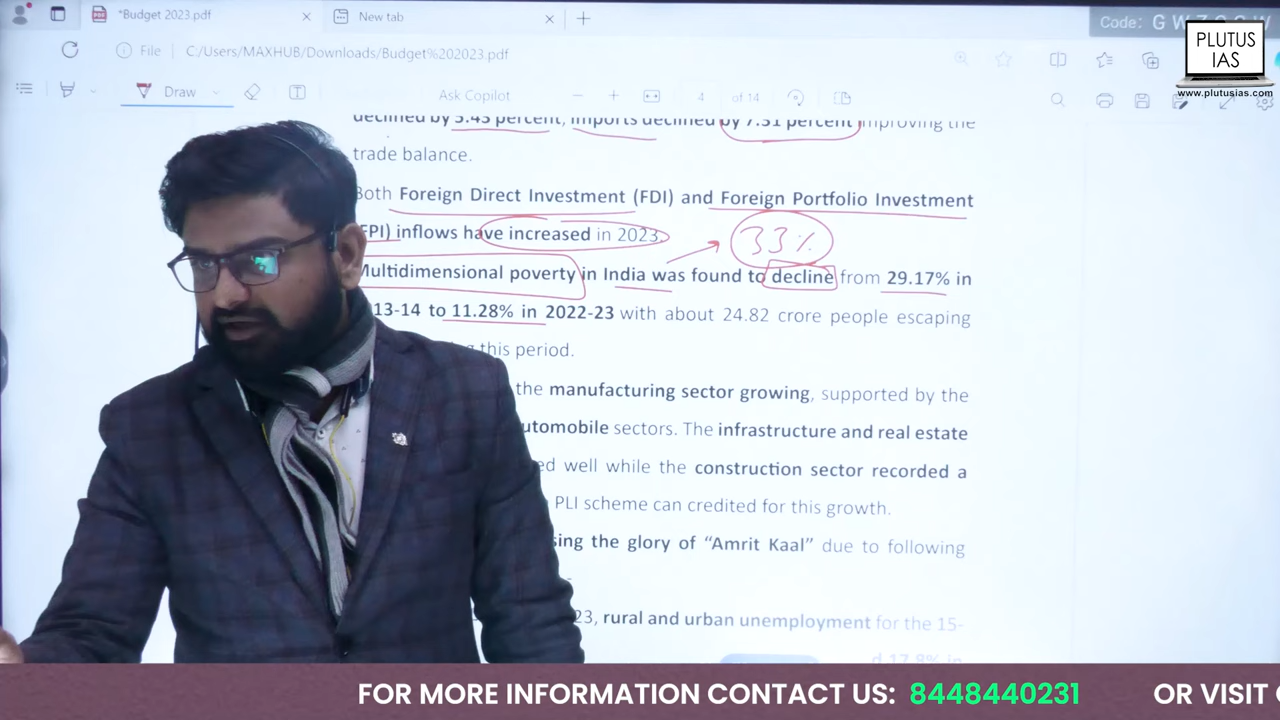 *Budget 2023.pdf
New tab
Code: G W Z
PLUTUS
IAS
www.plutusias.com
File
C:/Users/MAXHUB/Downloads/Budget%202023.pdf
Draw
Ask Copilot
4 of 14
declined by 5.43 percent, imports declined by 7.51 percent improving the
trade balance.
Both Foreign Direct Investment (FDI) and Foreign Portfolio Investment
FPI) inflows have increased in 2023.
33%
Multidimensional poverty in India was found to decline from 29.17% in
13-14 to 11.28% in 2022-23 with about 24.82 crore people escaping
this period.
the manufacturing sector growing, supported by the
utomobile sectors. The infrastructure and real estate
ed well while the construction sector recorded a
PLI scheme can credited for this growth.
sing the glory of “Amrit Kaal” due to following
23, rural and urban unemployment for the 15-
d 17.8% in
FOR MORE INFORMATION CONTACT US: 8448440231 OR VISIT